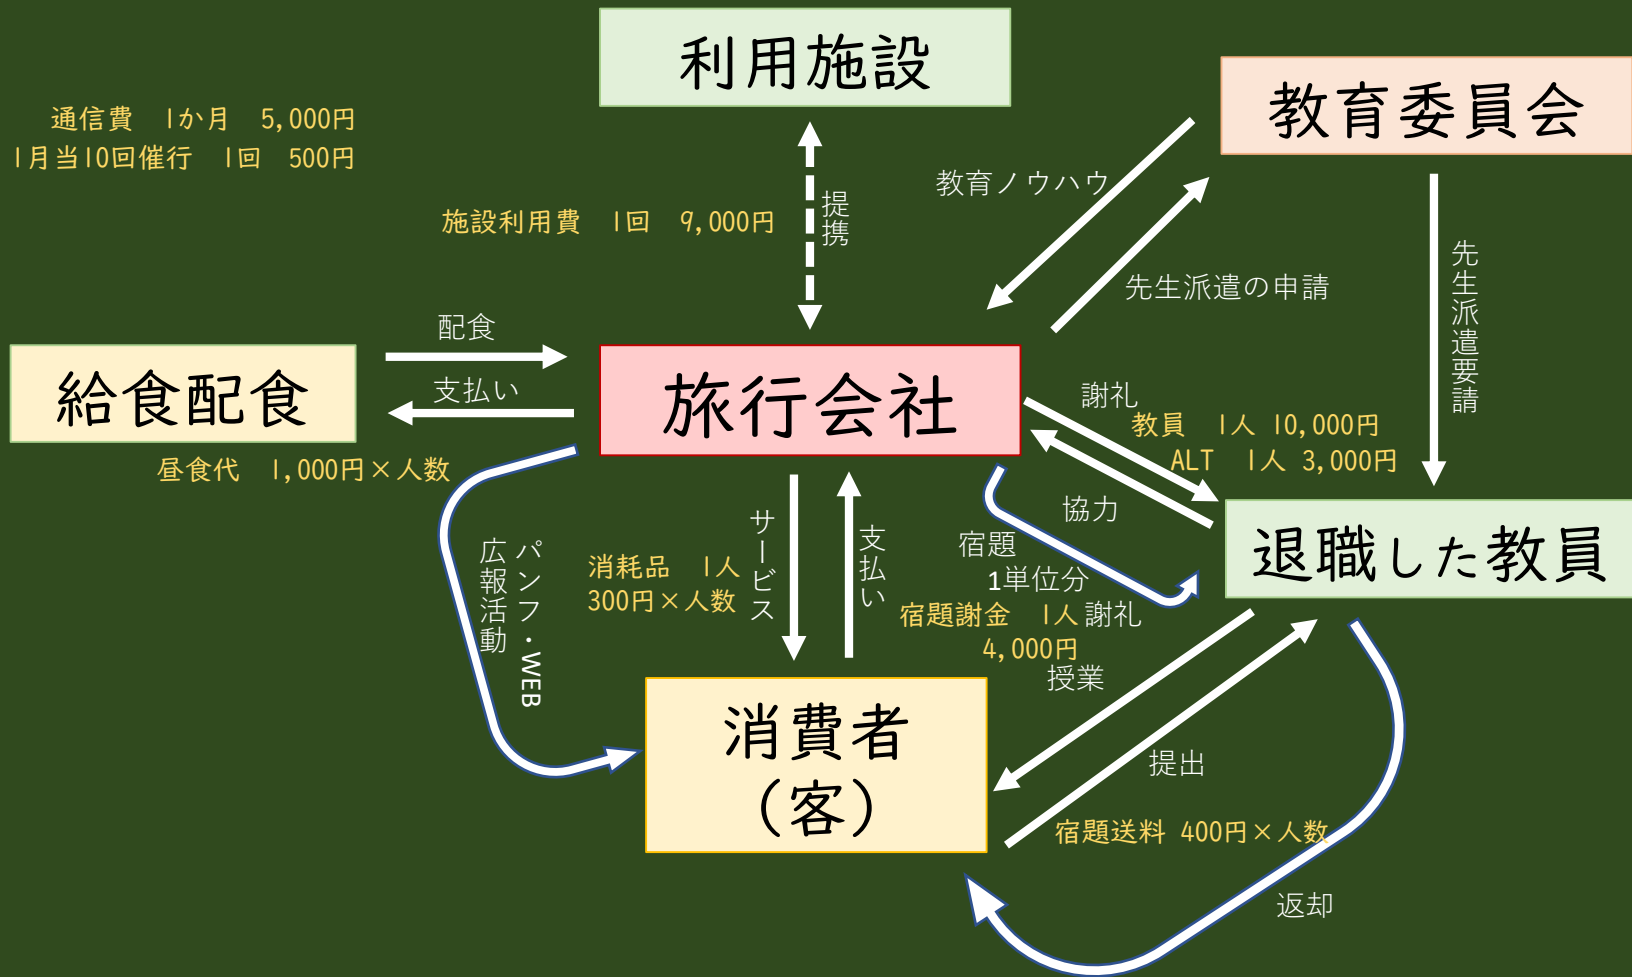 利用施設
教育委員会
通信費　1か月　5,000円
1月当10回催行　1回　500円
教育ノウハウ
提携
施設利用費　1回　9,000円
先生派遣の申請
先生派遣要請
配食
給食配食
支払い
旅行会社
謝礼
教員　1人 10,000円
ALT　1人 3,000円
昼食代　1,000円×人数
協力
退職した教員
パンフ・WEB
広報活動
サービス
消耗品　1人
300円×人数
支払い
宿題
1単位分
宿題謝金　1人
謝礼
4,000円
授業
消費者
（客）
提出
宿題送料 400円×人数
返却